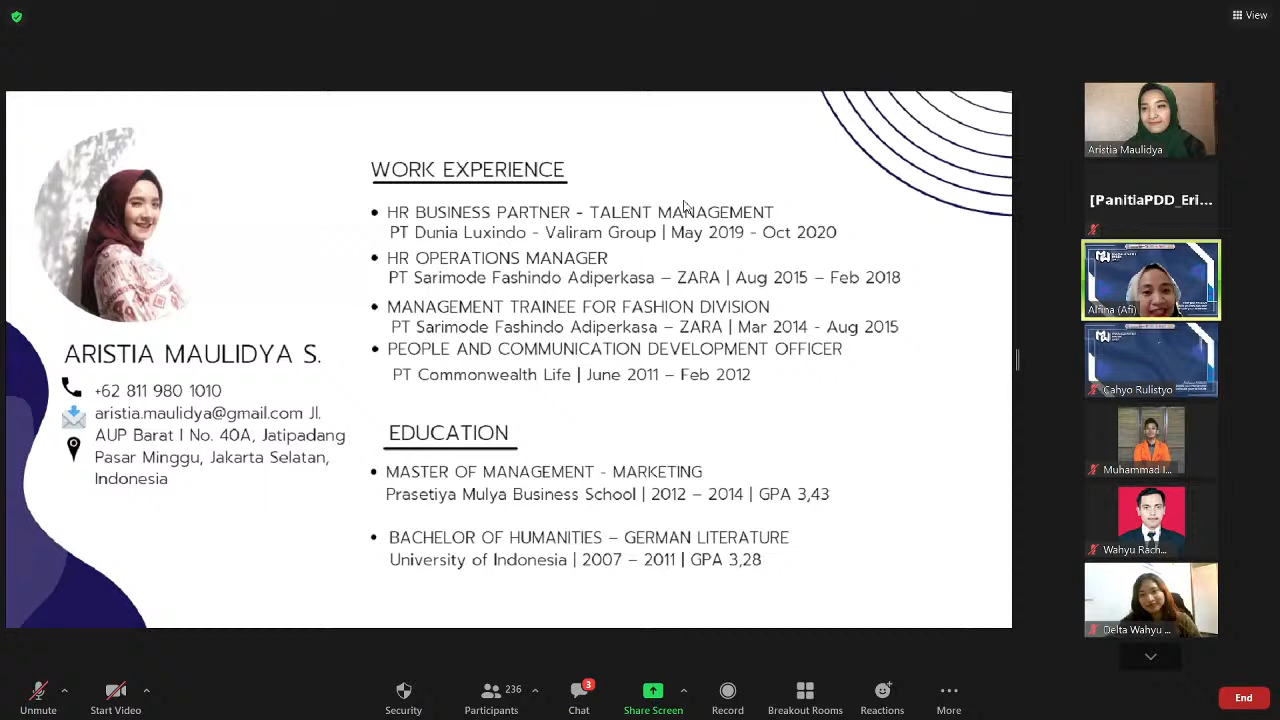 View
WORK EXPERIENCE
HR BUSINESS PARTNER - TALENT MANAGEMENT
PT Dunia Luxindo - Valiram Group | May 2019 - Oct 2020
HR OPERATIONS MANAGER
PT Sarimode Fashindo Adiperkasa – ZARA | Aug 2015 – Feb 2018
MANAGEMENT TRAINEE FOR FASHION DIVISION
PT Sarimode Fashindo Adiperkasa – ZARA | Mar 2014 - Aug 2015
PEOPLE AND COMMUNICATION DEVELOPMENT OFFICER
PT Commonwealth Life | June 2011 – Feb 2012
ARISTIA MAULIDYA S.
+62 811 980 1010
aristia.maulidya@gmail.com Jl.
AUP Barat I No. 40A, Jatipadang
Pasar Minggu, Jakarta Selatan,
Indonesia
EDUCATION
MASTER OF MANAGEMENT - MARKETING
Prasetiya Mulya Business School | 2012 – 2014 | GPA 3,43
BACHELOR OF HUMANITIES – GERMAN LITERATURE
University of Indonesia | 2007 – 2011 | GPA 3,28
Aristia Maulidya
[PanitiaPDD_Eri...
Alfina (Afi)
Cahyo Rulistyo
Muhammad I...
Wahyu Rach...
Delta Wahyu ...
Unmute
Start Video
Security
Participants
236
Chat
3
Share Screen
Record
Breakout Rooms
Reactions
More
End